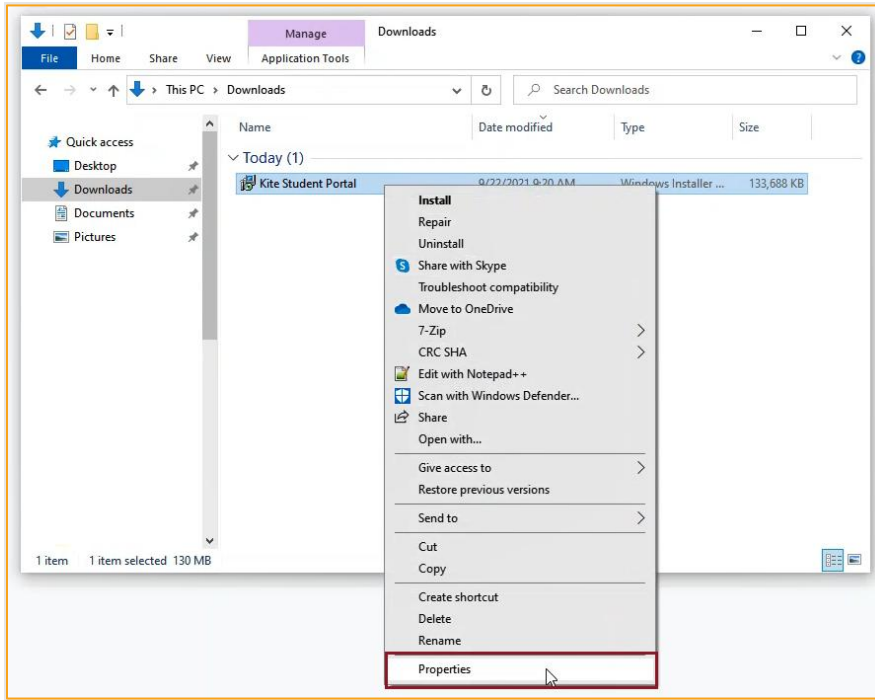 Manage
Downloads
File
Home
Share
View
Application Tools
This PC
Downloads
Search Downloads
Name
Date modified
Type
Size
Quick access
Desktop
Downloads
Documents
Pictures
Today (1)
Kite Student Portal
9/22/2021 9:20 AM
Windows Installer ...
133,688 KB
Install
Repair
Uninstall
Share with Skype
Troubleshoot compatibility
Move to OneDrive
7-Zip
CRC SHA
Edit with Notepad++
Scan with Windows Defender...
Share
Open with...
Give access to
Restore previous versions
Send to
Cut
Copy
Create shortcut
Delete
Rename
Properties
1 item
1 item selected 130 MB